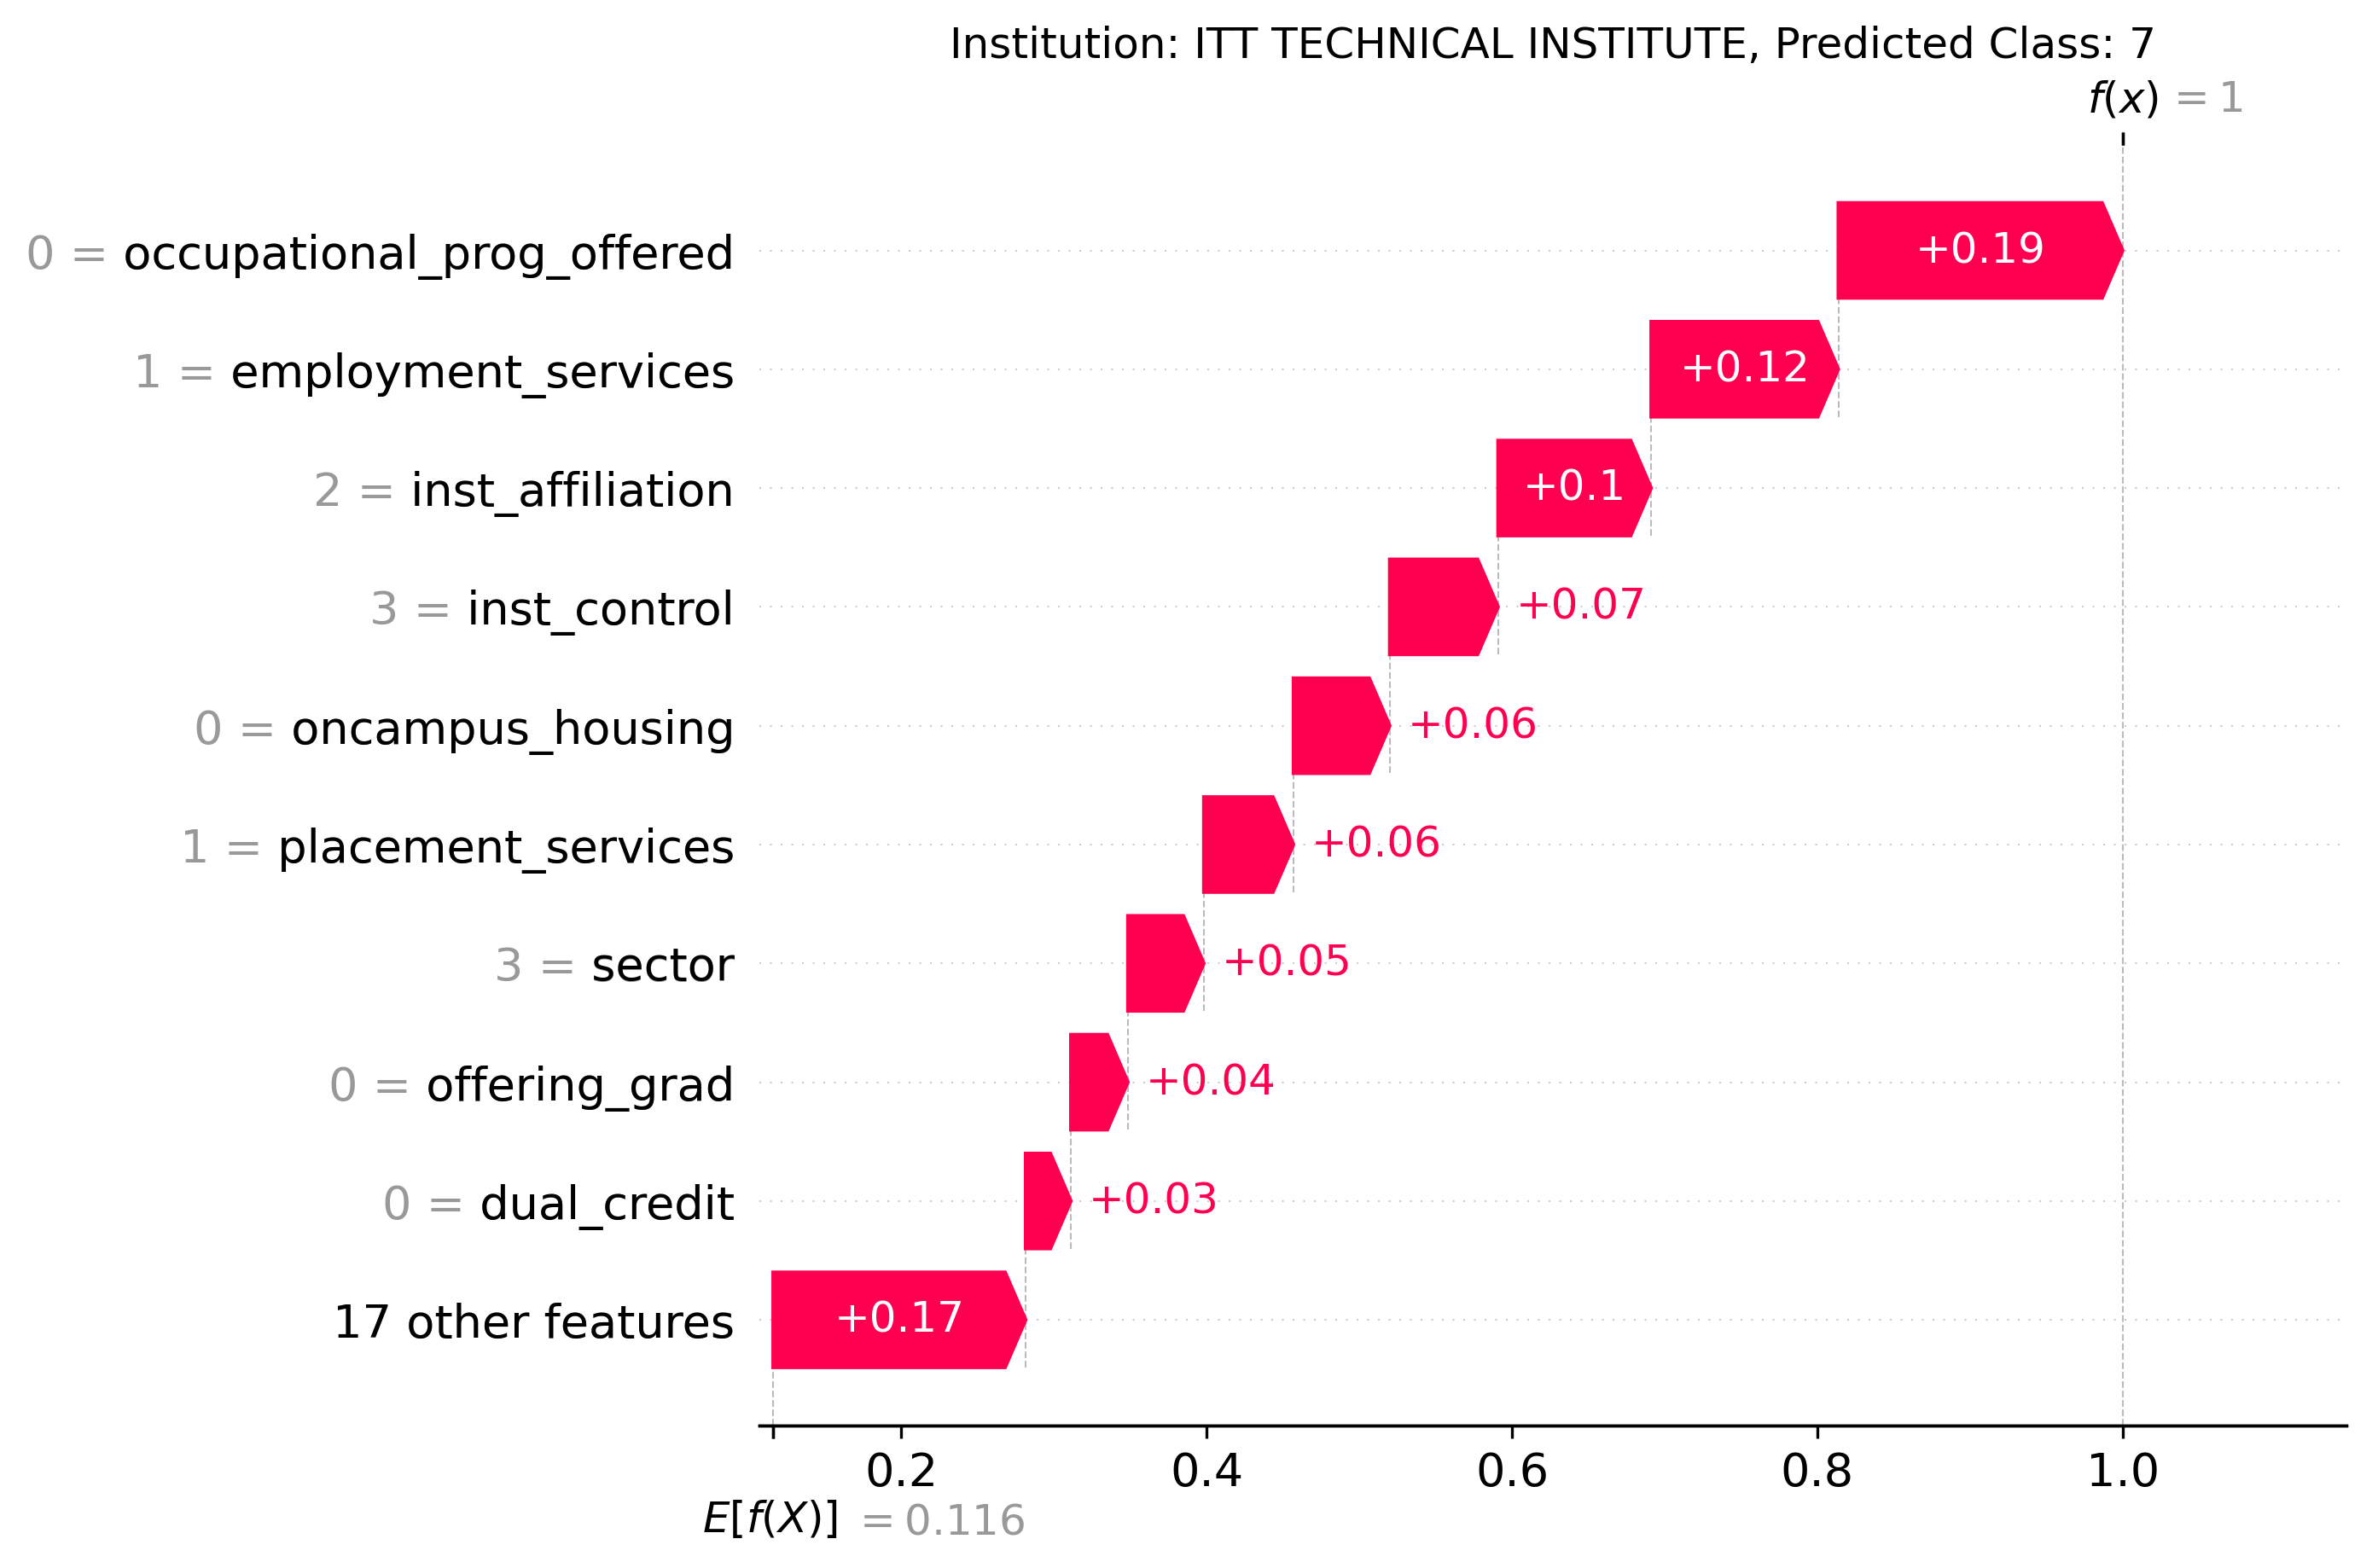 Institution: ITT TECHNICAL INSTITUTE, Predicted Class: 7
f(x) = 1
0 = occupational_prog_offered +0.19
1 = employment_services +0.12
2 = inst_affiliation +0.1
3 = inst_control +0.07
0 = oncampus_housing +0.06
1 = placement_services +0.06
3 = sector +0.05
0 = offering_grad +0.04
0 = dual_credit +0.03
17 other features +0.17
0.2 0.4 0.6 0.8 1.0
E[f(X)] = 0.116